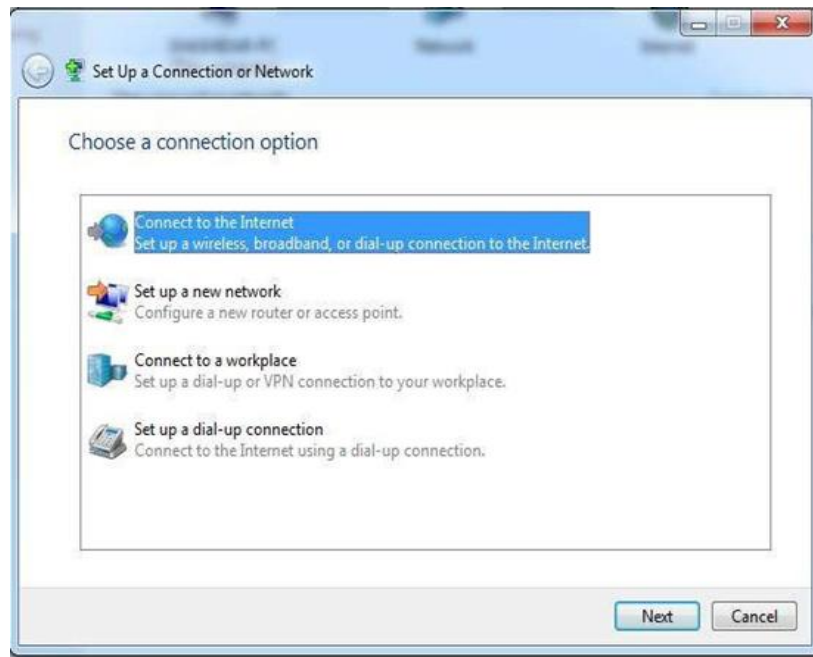 Set Up a Connection or Network
Choose a connection option
Connect to the Internet
Set up a wireless, broadband, or dial-up connection to the Internet.
Set up a new network
Configure a new router or access point.
Connect to a workplace
Set up a dial-up or VPN connection to your workplace.
Set up a dial-up connection
Connect to the Internet using a dial-up connection.
Next
Cancel